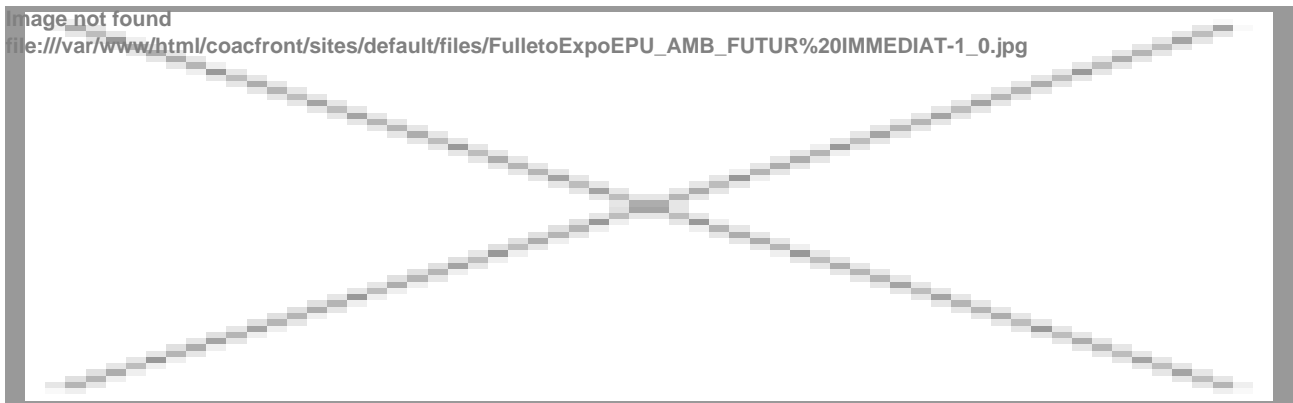 Image not found
file:///var/www/html/coacfront/sites/default/files/FulletoExpoEPU_AMB_FUTUR%20IMMEDIAT-1_0.jpg